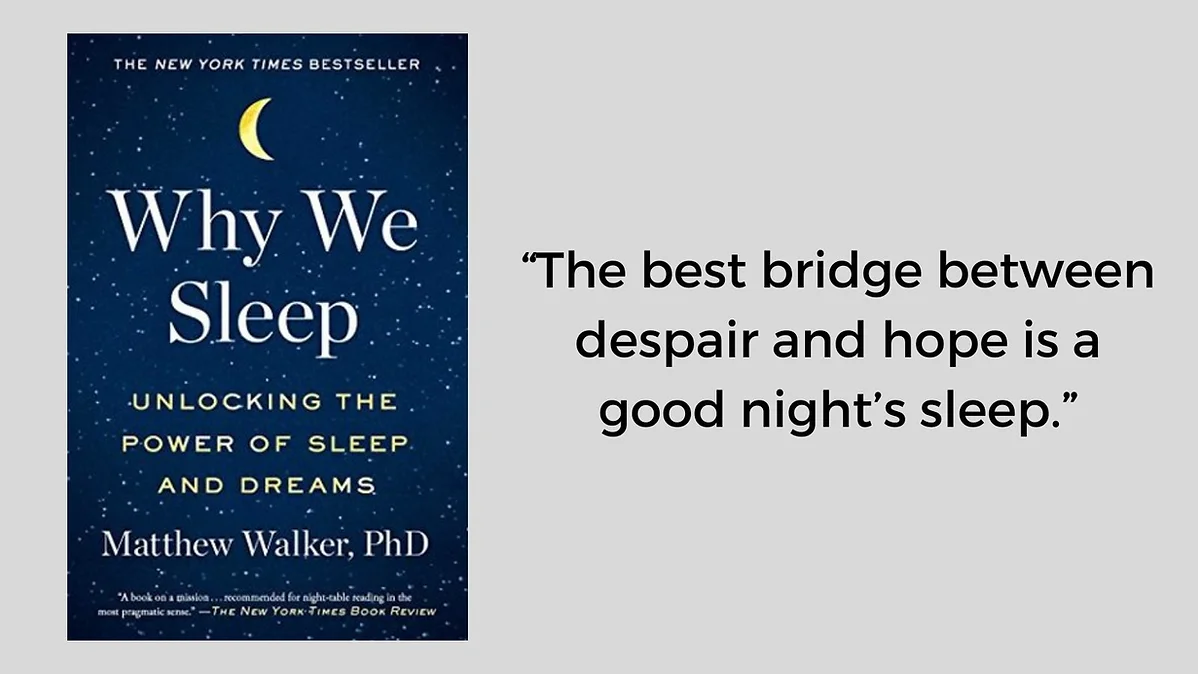 THE NEW YORK TIMES BESTSELLER
Why We
Sleep
UNLOCKING THE
POWER OF SLEEP
AND DREAMS
Matthew Walker, PhD
“A book on a mission . . . recommended for night-table reading in the
most pragmatic sense.” —THE NEW YORK TIMES BOOK REVIEW
“The best bridge between
despair and hope is a
good night’s sleep.”